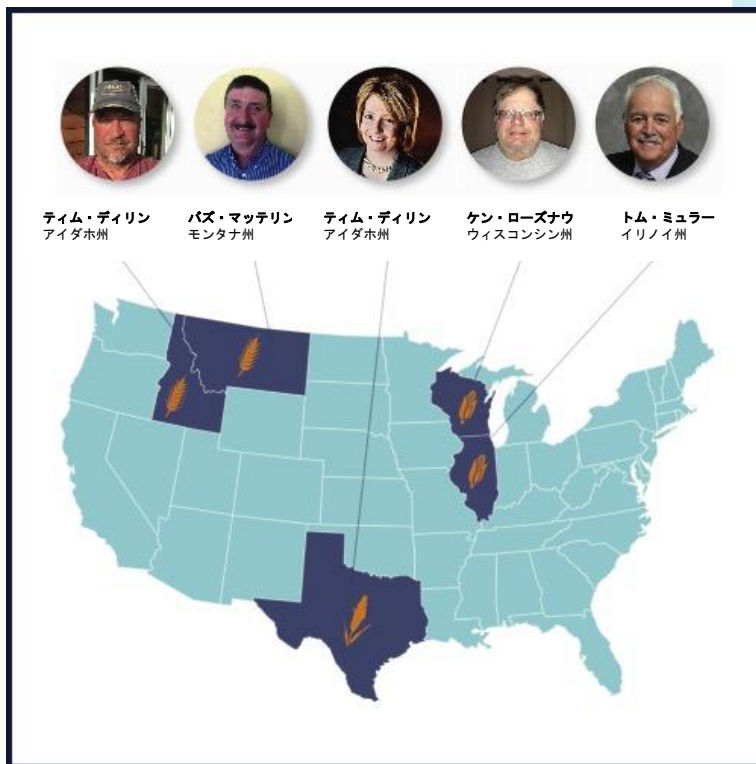 ティム・ディリン
アイダホ州
バズ・マッテリン
モンタナ州
ティム・ディリン
アイダホ州
ケン・ローズナウ
ウィスコンシン州
トム・ミュラー
イリノイ州